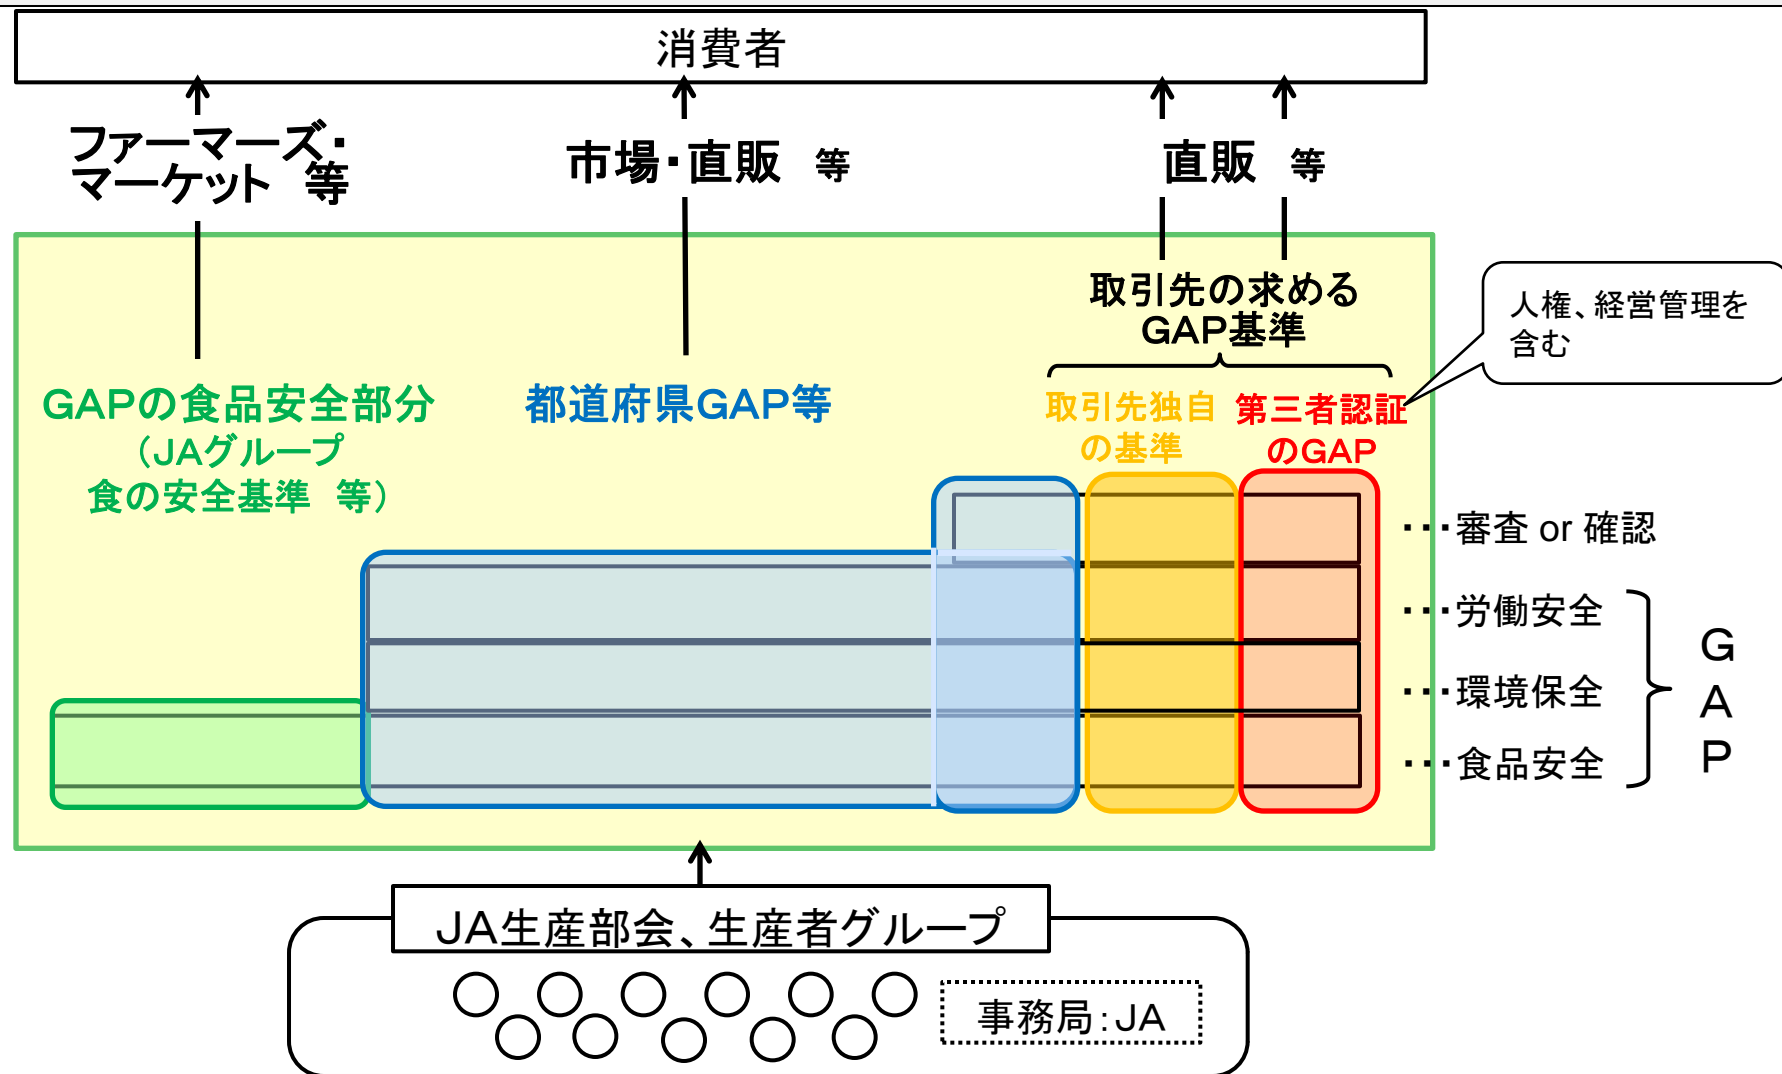 消費者
ファーマーズ・
マーケット 等
市場・直販 等
直販 等
取引先の求める
GAP基準
人権、経営管理を
含む
GAPの食品安全部分
（JAグループ
食の安全基準 等）
都道府県GAP等
取引先独自
の基準
第三者認証
のGAP
・・・審査 or 確認
・・・労働安全
・・・環境保全
・・・食品安全
G
A
P
JA生産部会、生産者グループ
事務局：JA